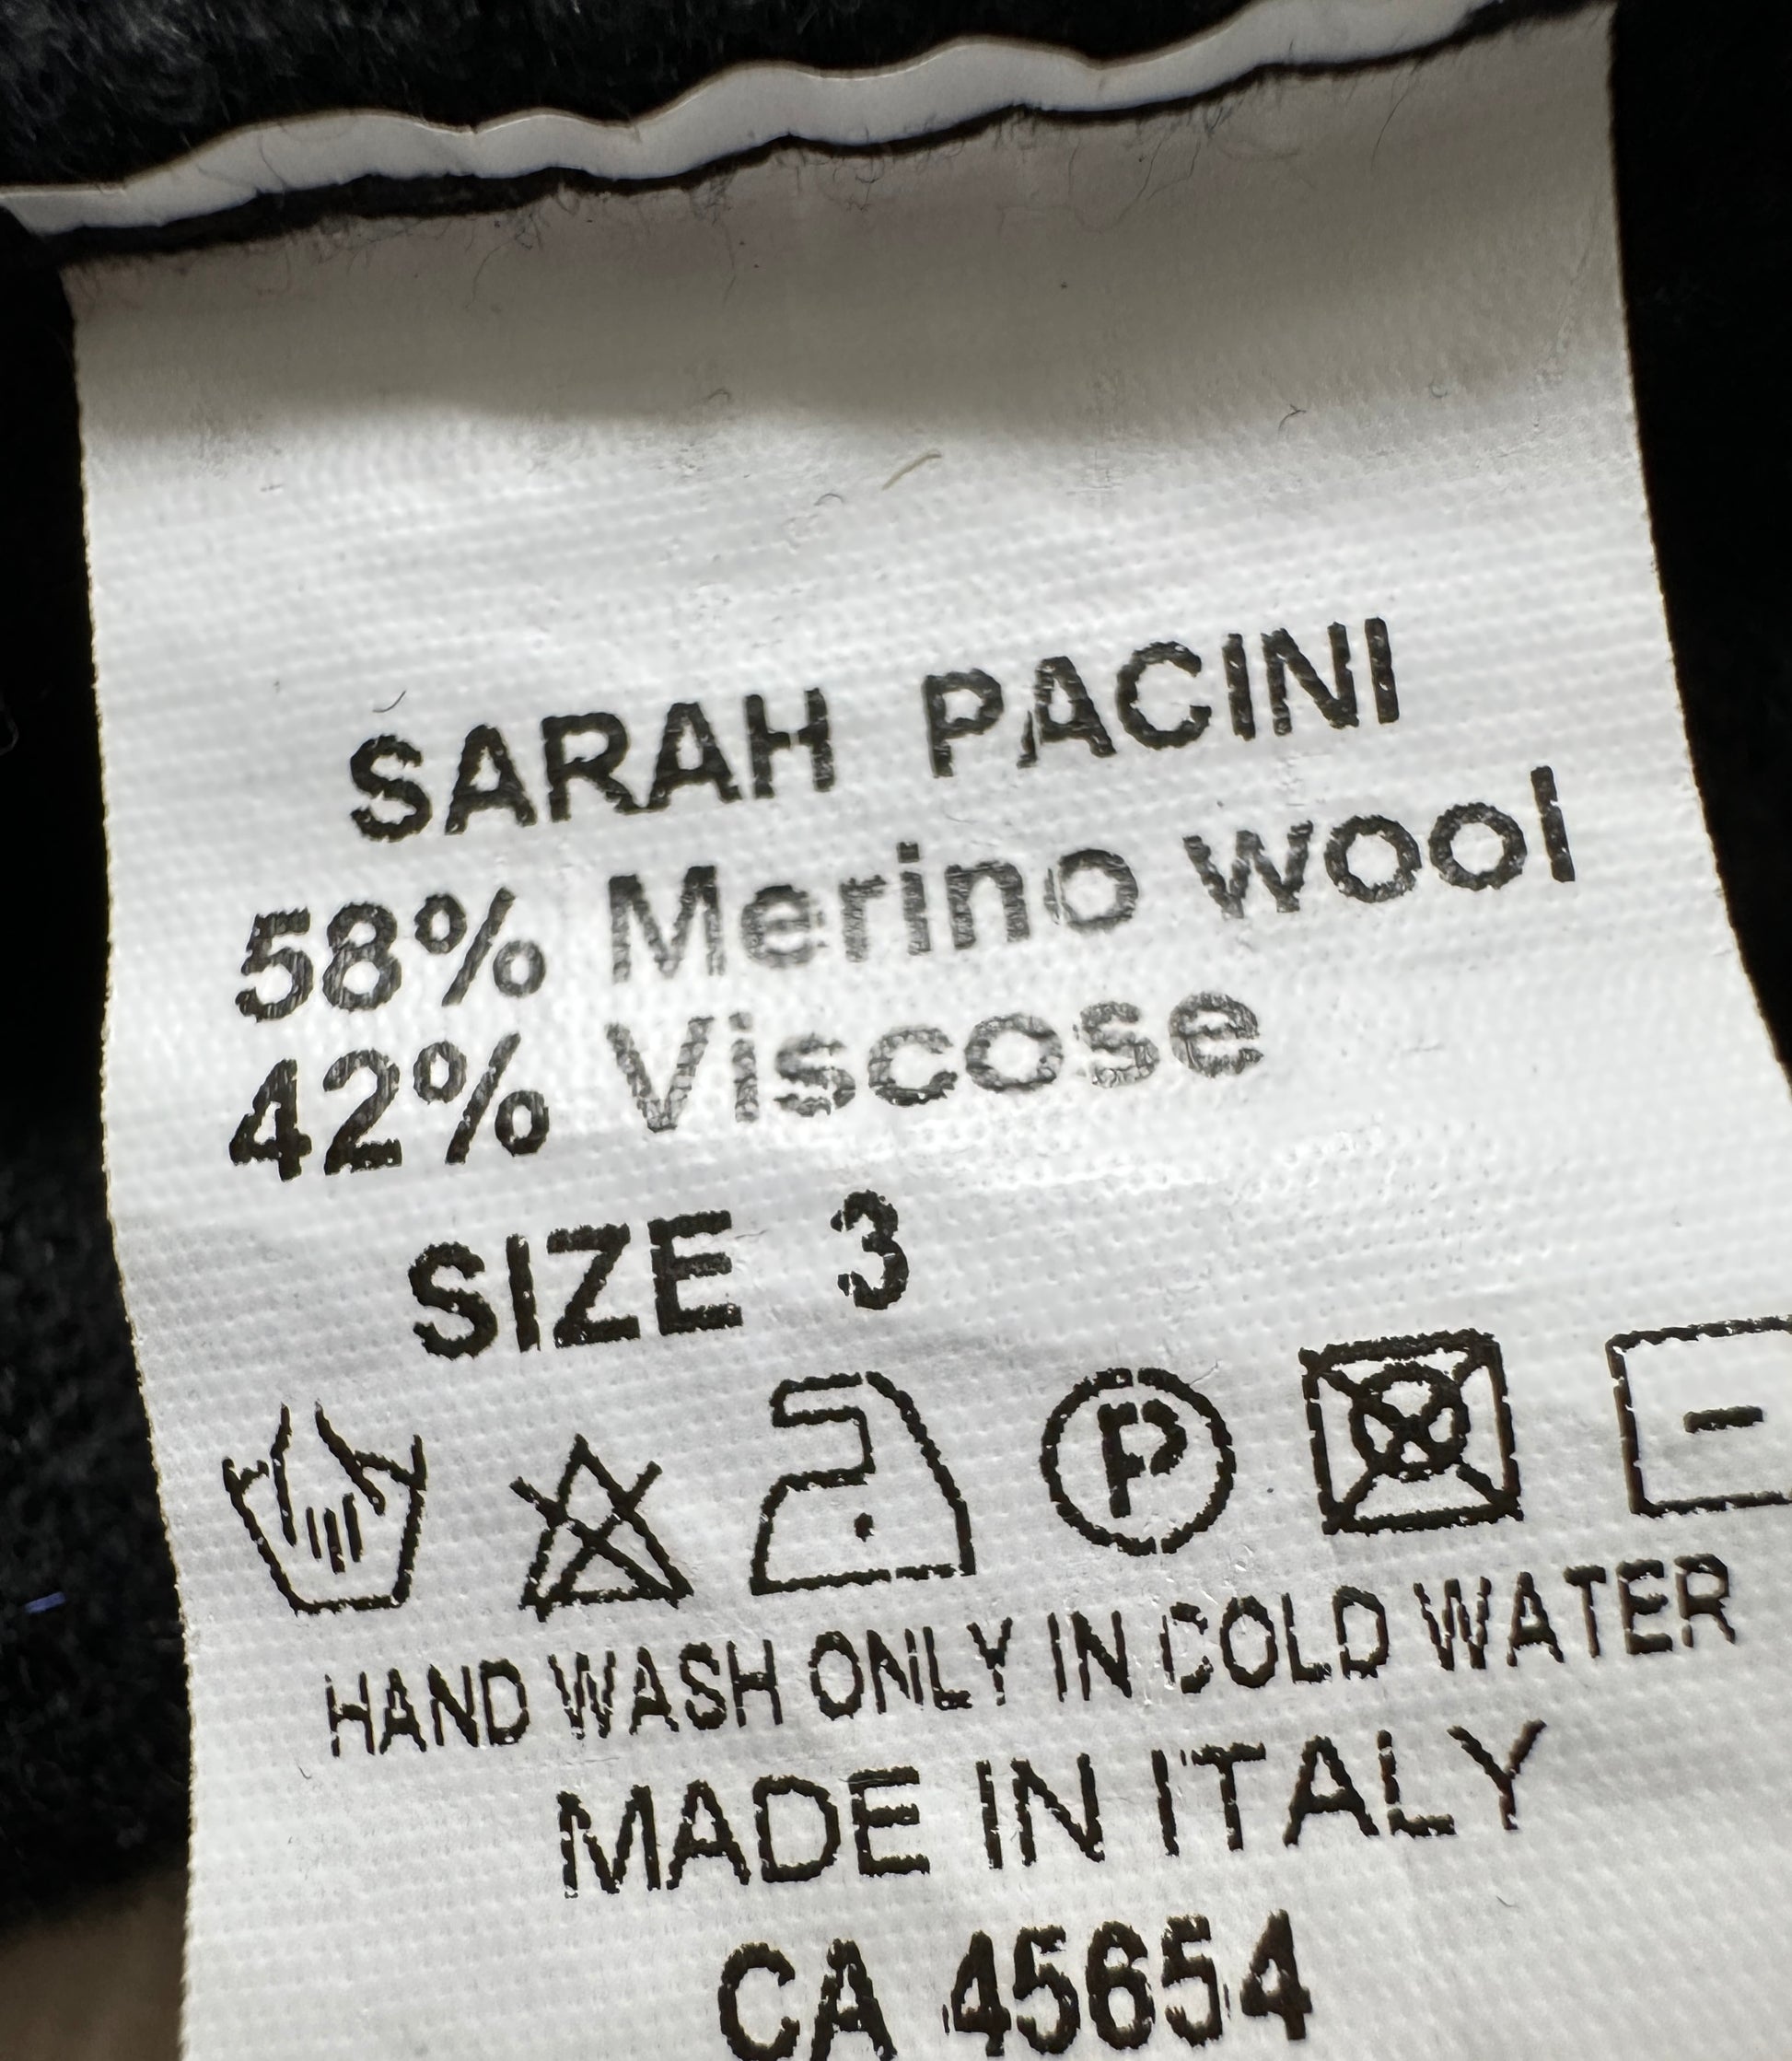 SARAH PACINI
58% Merino wool
42% Viscose
SIZE 3
P
HAND WASH ONLY IN COLD WATER
MADE IN ITALY
CA 45654